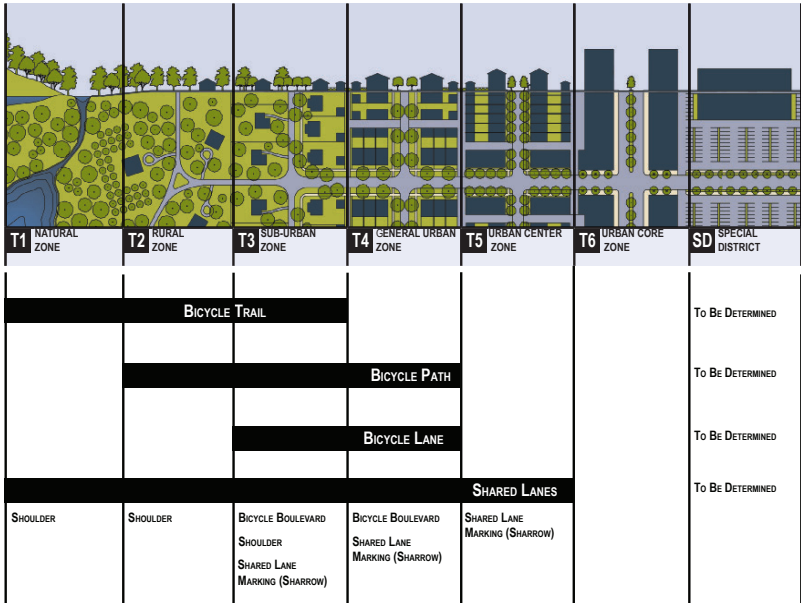 T1 NATURAL ZONE
T2 RURAL ZONE
T3 SUB-URBAN ZONE
T4 GENERAL URBAN ZONE
T5 URBAN CENTER ZONE
T6 URBAN CORE ZONE
SD SPECIAL DISTRICT
BICYCLE TRAIL
TO BE DETERMINED
BICYCLE PATH
TO BE DETERMINED
BICYCLE LANE
TO BE DETERMINED
SHARED LANES
TO BE DETERMINED
SHOULDER
SHOULDER
BICYCLE BOULEVARD
SHOULDER
SHARED LANE
MARKING (SHARROW)
BICYCLE BOULEVARD
SHARED LANE
MARKING (SHARROW)
SHARED LANE
MARKING (SHARROW)